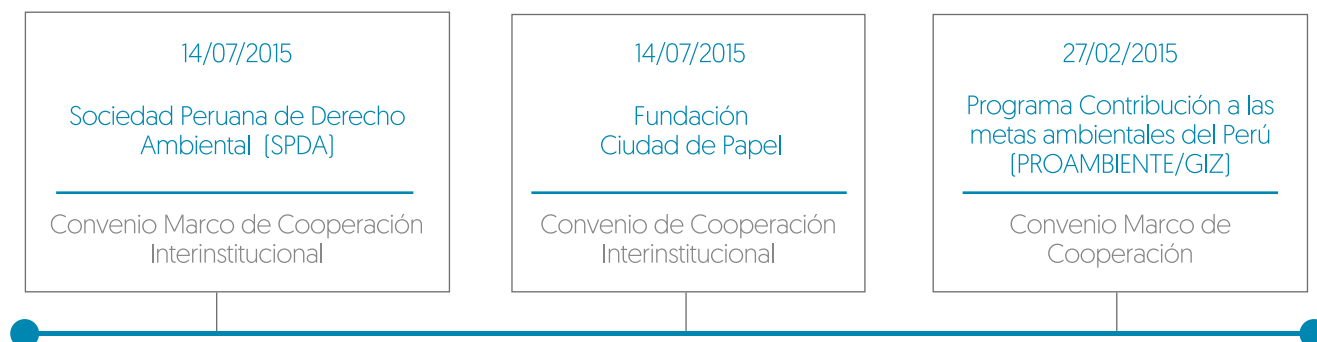 14/07/2015
Sociedad Peruana de Derecho
Ambiental (SPDA)
Convenio Marco de Cooperación
Interinstitucional
14/07/2015
Fundación
Ciudad de Papel
Convenio de Cooperación
Interinstitucional
27/02/2015
Programa Contribución a las
metas ambientales del Perú
(PROAMBIENTE/GIZ)
Convenio Marco de
Cooperación